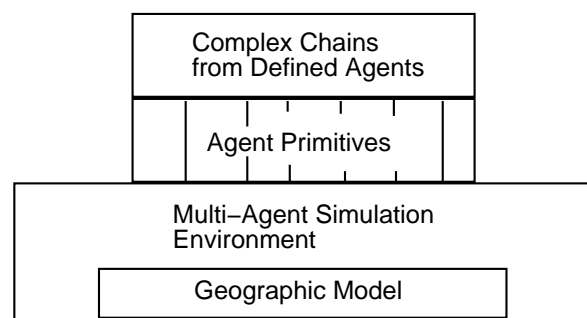 Complex Chains
from Defined Agents
Agent Primitives
Multi−Agent Simulation
Environment
Geographic Model